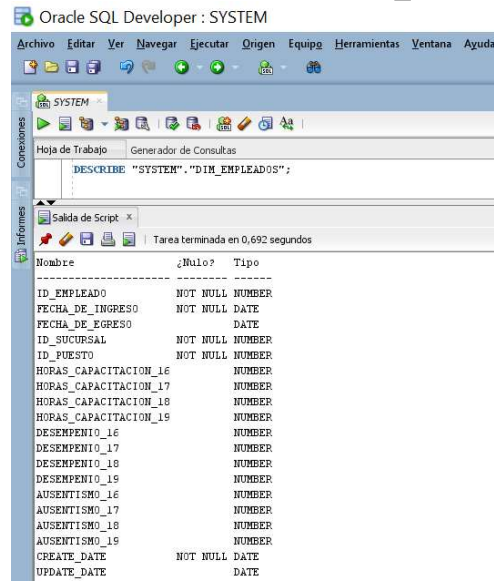 Oracle SQL Developer : SYSTEM
Archivo Editar Ver Navegar Ejecutar Origen Equipo Herramientas Ventana Ayuda
SYSTEM
Conexiones
Hoja de Trabajo Generador de Consultas
DESCRIBE "SYSTEM"."DIM_EMPLEADOS";
Informes
Salida de Script x
Tarea terminada en 0,692 segundos
Nombre ¿Nulo? Tipo
--------------------- -------- ------
ID_EMPLEADO NOT NULL NUMBER
FECHA_DE_INGRESO NOT NULL DATE
FECHA_DE_EGRESO DATE
ID_SUCURSAL NOT NULL NUMBER
ID_PUESTO NOT NULL NUMBER
HORAS_CAPACITACION_16 NUMBER
HORAS_CAPACITACION_17 NUMBER
HORAS_CAPACITACION_18 NUMBER
HORAS_CAPACITACION_19 NUMBER
DESEMPENIO_16 NUMBER
DESEMPENIO_17 NUMBER
DESEMPENIO_18 NUMBER
DESEMPENIO_19 NUMBER
AUSENTISMO_16 NUMBER
AUSENTISMO_17 NUMBER
AUSENTISMO_18 NUMBER
AUSENTISMO_19 NUMBER
CREATE_DATE NOT NULL DATE
UPDATE_DATE DATE